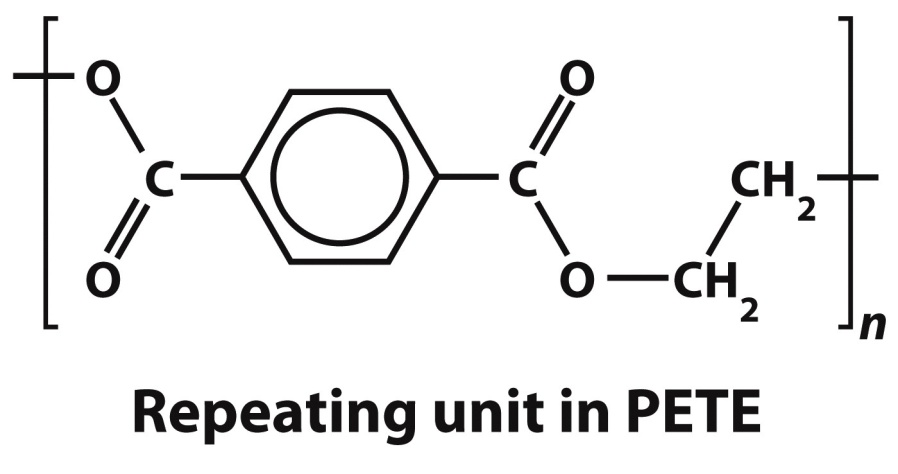 O O
C C CH2
O O CH2
n
Repeating unit in PETE